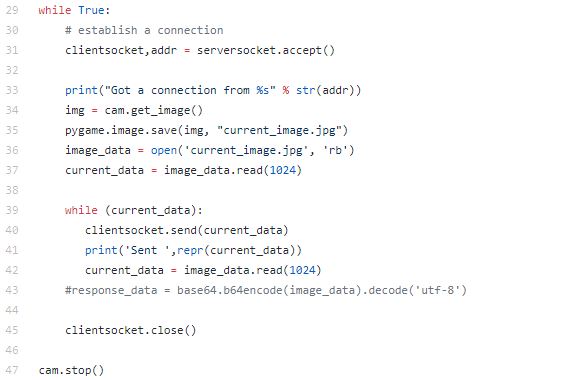 29 while True:
30     # establish a connection
31     clientsocket,addr = serversocket.accept()
32
33     print("Got a connection from %s" % str(addr))
34     img = cam.get_image()
35     pygame.image.save(img, "current_image.jpg")
36     image_data = open('current_image.jpg', 'rb')
37     current_data = image_data.read(1024)
38
39     while (current_data):
40        clientsocket.send(current_data)
41        print('Sent ',repr(current_data))
42        current_data = image_data.read(1024)
43     #response_data = base64.b64encode(image_data).decode('utf-8')
44
45     clientsocket.close()
46
47 cam.stop()